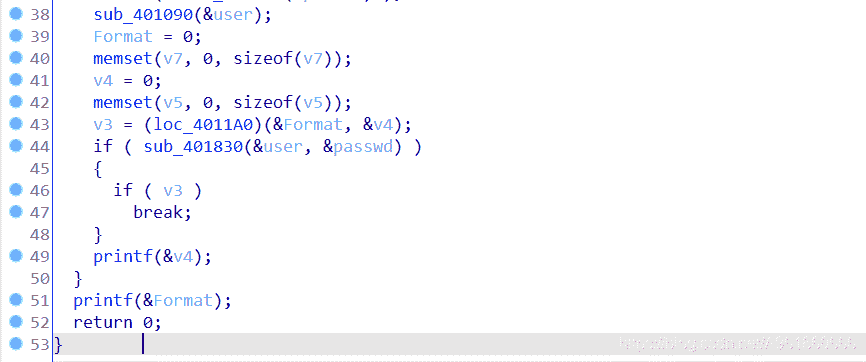 38 sub_401090(&user);
39 Format = 0;
40 memset(v7, 0, sizeof(v7));
41 v4 = 0;
42 memset(v5, 0, sizeof(v5));
43 v3 = (loc_4011A0)(&Format, &v4);
44 if ( sub_401830(&user, &passwd) )
45 {
46 if ( v3 )
47 break;
48 }
49 printf(&v4);
50 }
51 printf(&Format);
52 return 0;
53 }